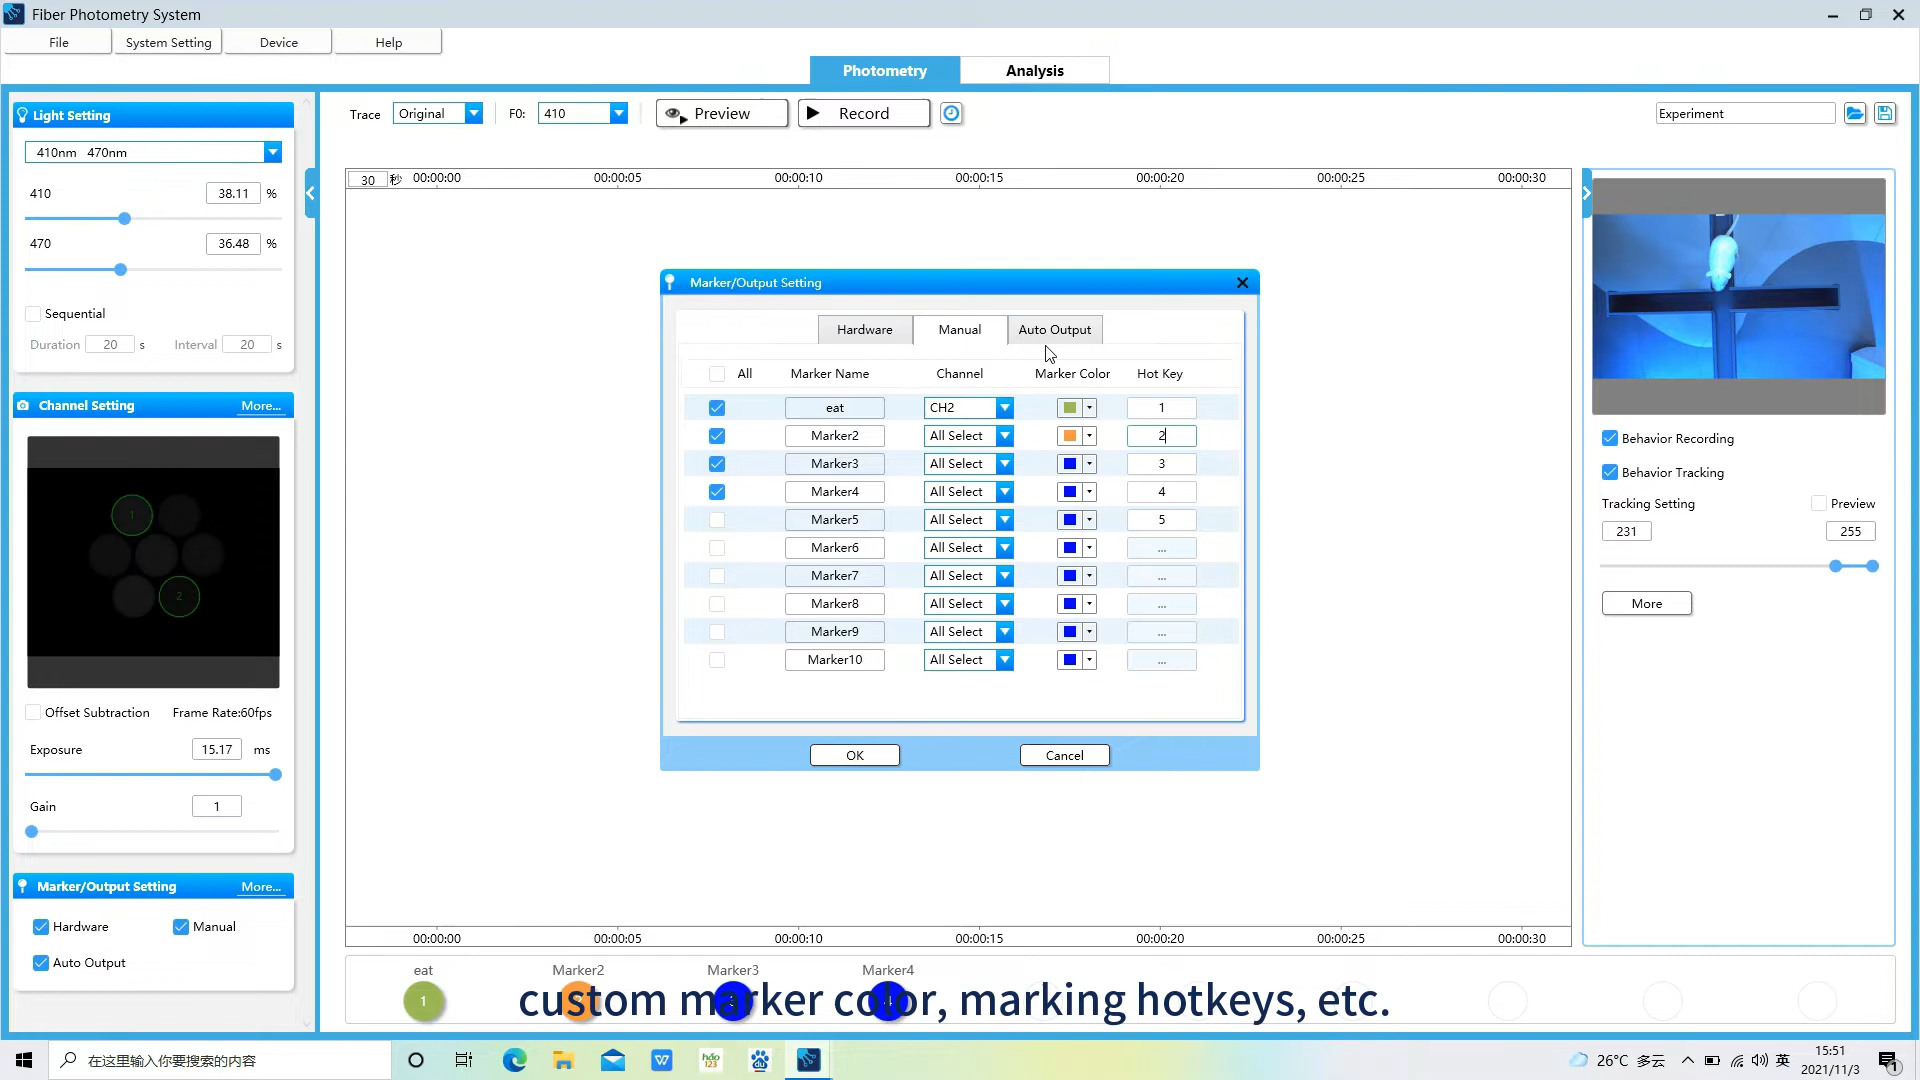 Fiber Photometry System
File System Setting Device Help
Photometry Analysis
Light Setting
410nm 470nm
410 38.11 %
470 36.48 %
Sequential
Duration 20 s Interval 20 s
Channel Setting More...
1
2
Offset Subtraction Frame Rate:60fps
Exposure 15.17 ms
Gain 1
Marker/Output Setting More...
Hardware Manual
Auto Output
Trace Original F0: 410 Preview Record
Experiment
30 秒 00:00:00 00:00:05 00:00:10 00:00:15 00:00:20 00:00:25 00:00:30
Marker/Output Setting
Hardware Manual Auto Output
All Marker Name Channel Marker Color Hot Key
eat CH2 1
Marker2 All Select 2
Marker3 All Select 3
Marker4 All Select 4
Marker5 All Select 5
Marker6 All Select ...
Marker7 All Select ...
Marker8 All Select ...
Marker9 All Select ...
Marker10 All Select ...
OK Cancel
Behavior Recording
Behavior Tracking
Tracking Setting Preview
231 255
More
00:00:00 00:00:05 00:00:10 00:00:15 00:00:20 00:00:25 00:00:30
eat Marker2 Marker3 Marker4
1
custom marker color, marking hotkeys, etc.
在这里输入你要搜索的内容
hao
123
26°C 多云 英 15:51
2021/11/3
1